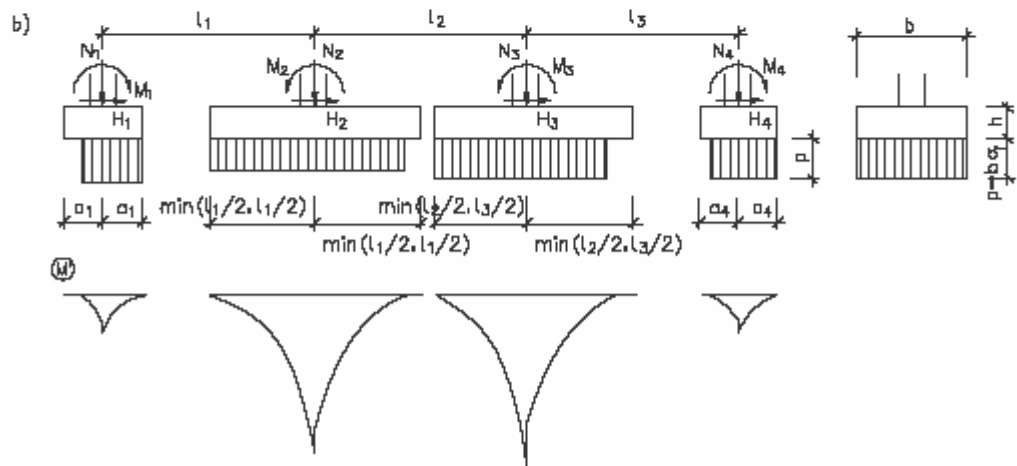 b)
l₁ l₂ l₃ b
N₁ N₂ N₃ N₄
M₁ M₂ M₃ M₄
H₁ H₂ H₃ H₄ h
p p=bσ
a₁ a₁ min(l₁/2.l₁/2) min(l₂/2.l₃/2) a₄ a₄
min(l₁/2.l₁/2) min(l₂/2.l₃/2)
M